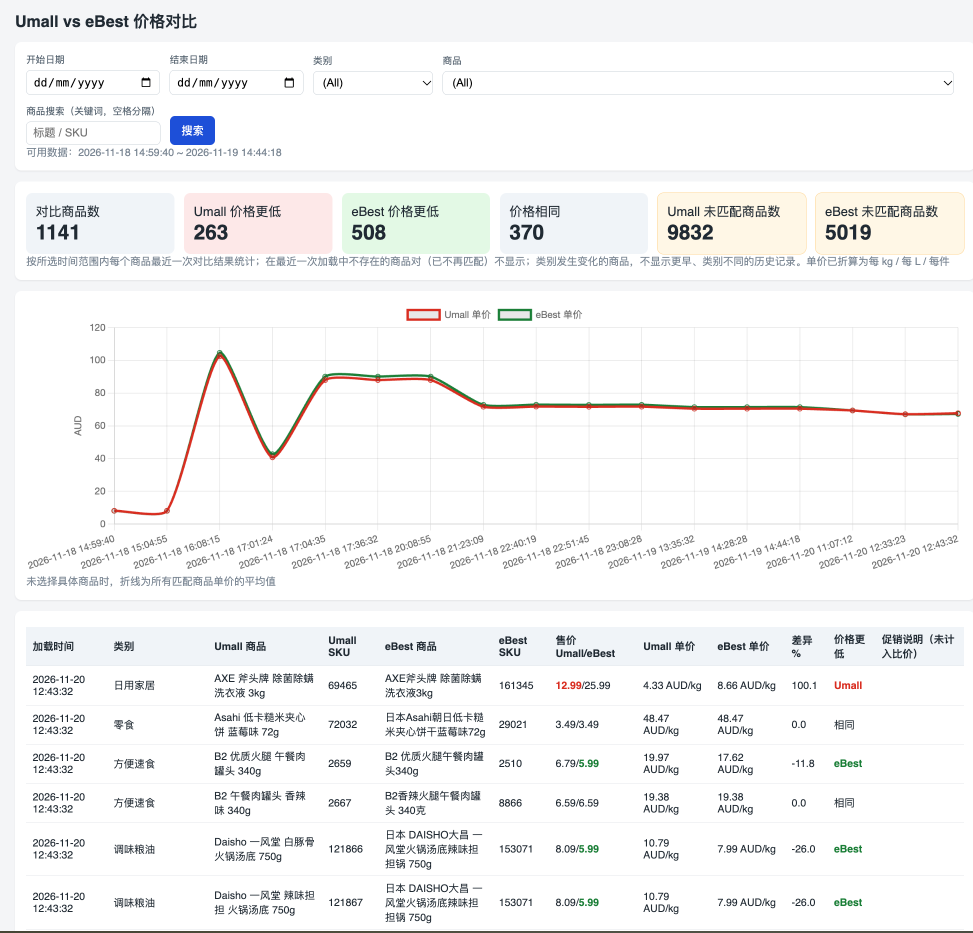 Umall vs eBest 价格对比
开始日期 结束日期 类别 商品
dd/mm/yyyy dd/mm/yyyy (All) (All)
商品搜索（关键词，空格分隔）
标题 / SKU 搜索
可用数据：2026-11-18 14:59:40 ~ 2026-11-19 14:44:18
对比商品数 Umall 价格更低 eBest 价格更低 价格相同 Umall 未匹配商品数 eBest 未匹配商品数
1141 263 508 370 9832 5019
按所选时间范围内每个商品最近一次对比结果统计；在最近一次加载中不存在的商品对（已不再匹配）不显示；类别发生变化的商品，不显示更早、类别不同的历史记录。单价已折算为每 kg / 每 L / 每件
Umall 单价 eBest 单价
120
100
80
60
40
20
0
AUD
2026-11-18 14:59:40
2026-11-18 15:04:55
2026-11-18 16:08:15
2026-11-18 17:01:24
2026-11-18 17:04:35
2026-11-18 17:36:32
2026-11-18 20:08:55
2026-11-18 21:23:09
2026-11-18 22:40:19
2026-11-18 22:51:45
2026-11-18 23:08:28
2026-11-19 13:35:32
2026-11-19 14:28:28
2026-11-19 14:44:18
2026-11-20 11:07:12
2026-11-20 12:33:23
2026-11-20 12:43:32
未选择具体商品时，折线为所有匹配商品单价的平均值
加载时间 类别 Umall 商品 Umall SKU eBest 商品 eBest SKU 售价 Umall/eBest Umall 单价 eBest 单价 差异 % 价格更低 促销说明（未计入比价）
2026-11-20 12:43:32 日用家居 AXE 斧头牌 除菌除螨 洗衣液 3kg 69465 AXE斧头牌 除菌除螨洗衣液3kg 161345 12.99/25.99 4.33 AUD/kg 8.66 AUD/kg 100.1 Umall
2026-11-20 12:43:32 零食 Asahi 低卡糙米夹心饼 蓝莓味 72g 72032 日本Asahi朝日低卡糙米夹心饼干蓝莓味72g 29021 3.49/3.49 48.47 AUD/kg 48.47 AUD/kg 0.0 相同
2026-11-20 12:43:32 方便速食 B2 优质火腿 午餐肉罐头 340g 2659 B2 优质火腿午餐肉罐头340g 2510 6.79/5.99 19.97 AUD/kg 17.62 AUD/kg -11.8 eBest
2026-11-20 12:43:32 方便速食 B2 午餐肉罐头 香辣味 340g 2667 B2香辣火腿午餐肉罐头 340克 8866 6.59/6.59 19.38 AUD/kg 19.38 AUD/kg 0.0 相同
2026-11-20 12:43:32 调味粮油 Daisho 一风堂 白豚骨 火锅汤底 750g 121866 日本 DAISHO大昌 一风堂火锅汤底辣味担担锅 750g 153071 8.09/5.99 10.79 AUD/kg 7.99 AUD/kg -26.0 eBest
2026-11-20 12:43:32 调味粮油 Daisho 一风堂 辣味担担 火锅汤底 750g 121867 日本 DAISHO大昌 一风堂火锅汤底辣味担担锅 750g 153071 8.09/5.99 10.79 AUD/kg 7.99 AUD/kg -26.0 eBest